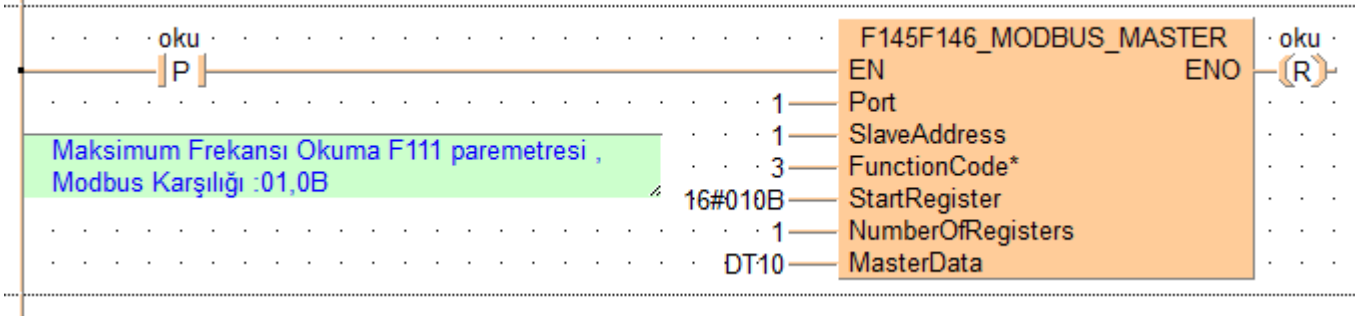 oku
P
F145F146_MODBUS_MASTER
oku
EN ENO
R
1 Port
1 SlaveAddress
3 FunctionCode*
16#010B StartRegister
1 NumberOfRegisters
DT10 MasterData
Maksimum Frekansı Okuma F111 paremetresi ,
Modbus Karşılığı :01,0B